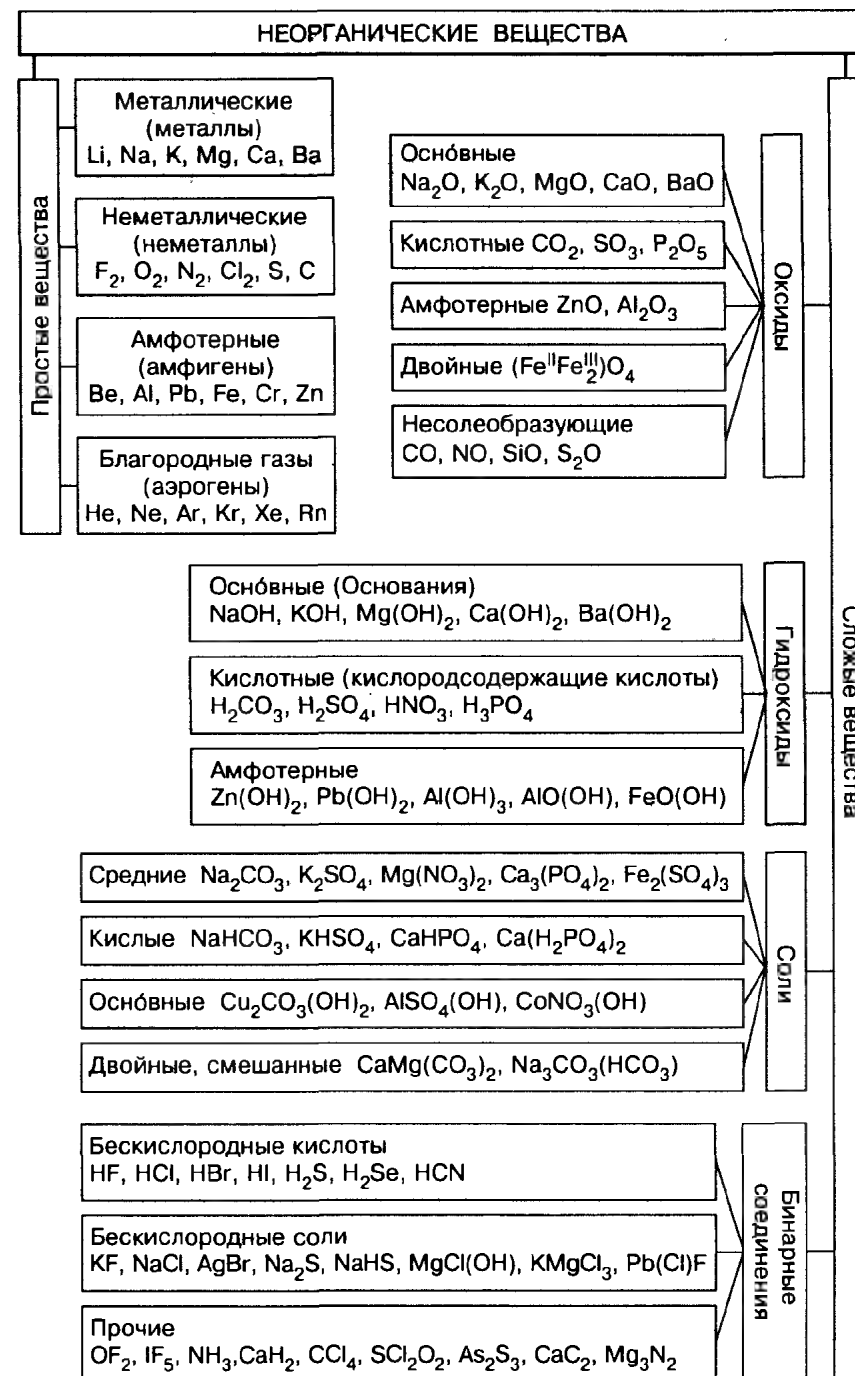 НЕОРГАНИЧЕСКИЕ ВЕЩЕСТВА
Простые вещества
Металлические
(металлы)
Li, Na, K, Mg, Ca, Ba
Неметаллические
(неметаллы)
F₂, O₂, N₂, Cl₂, S, C
Амфотерные
(амфигены)
Be, Al, Pb, Fe, Cr, Zn
Благородные газы
(аэрогены)
He, Ne, Ar, Kr, Xe, Rn
Сложные вещества
Оксиды
Осно́вные
Na₂O, K₂O, MgO, CaO, BaO
Кислотные CO₂, SO₃, P₂O₅
Амфотерные ZnO, Al₂O₃
Двойные (FeᴵᴵFe₂ᴵᴵᴵ)O₄
Несолеобразующие
CO, NO, SiO, S₂O
Гидроксиды
Осно́вные (Основания)
NaOH, KOH, Mg(OH)₂, Ca(OH)₂, Ba(OH)₂
Кислотные (кислородсодержащие кислоты)
H₂CO₃, H₂SO₄, HNO₃, H₃PO₄
Амфотерные
Zn(OH)₂, Pb(OH)₂, Al(OH)₃, AlO(OH), FeO(OH)
Соли
Средние Na₂CO₃, K₂SO₄, Mg(NO₃)₂, Ca₃(PO₄)₂, Fe₂(SO₄)₃
Кислые NaHCO₃, KHSO₄, CaHPO₄, Ca(H₂PO₄)₂
Осно́вные Cu₂CO₃(OH)₂, AlSO₄(OH), CoNO₃(OH)
Двойные, смешанные CaMg(CO₃)₂, Na₃CO₃(HCO₃)
Бинарные
соединения
Бескислородные кислоты
HF, HCl, HBr, HI, H₂S, H₂Se, HCN
Бескислородные соли
KF, NaCl, AgBr, Na₂S, NaHS, MgCl(OH), KMgCl₃, Pb(Cl)F
Прочие
OF₂, IF₅, NH₃,CaH₂, CCl₄, SCl₂O₂, As₂S₃, CaC₂, Mg₃N₂